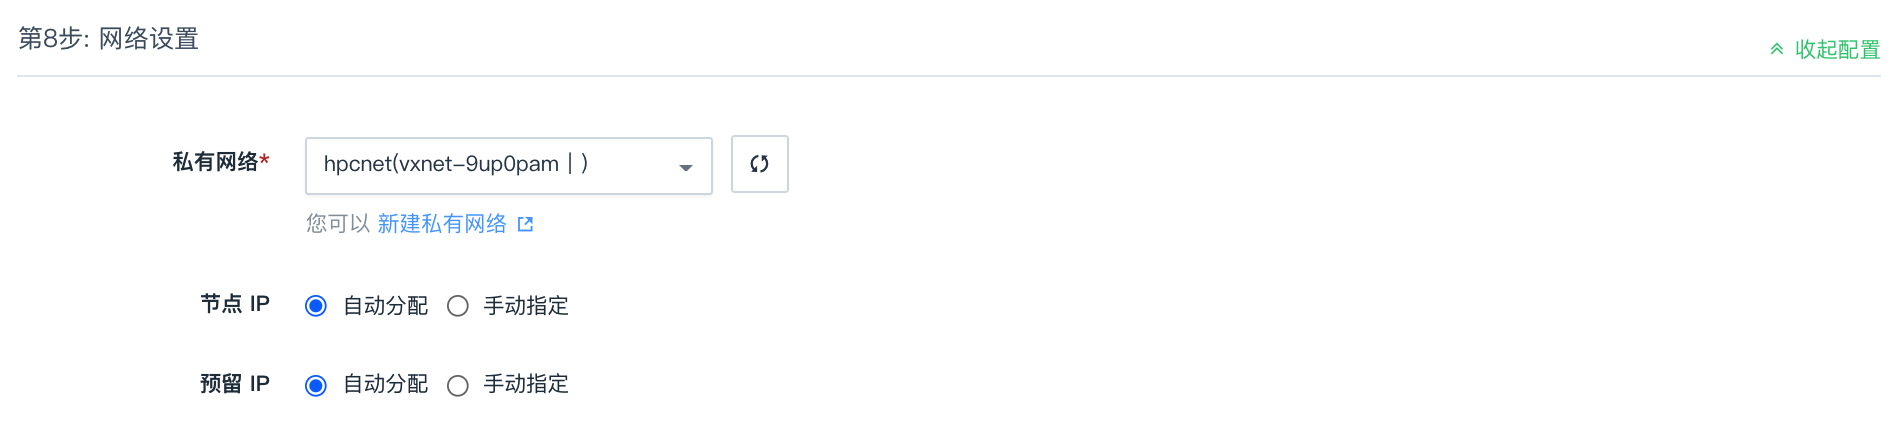 第8步: 网络设置
收起配置
私有网络*
hpcnet(vxnet-9up0pam | )
您可以 新建私有网络
节点 IP 自动分配 手动指定
预留 IP 自动分配 手动指定